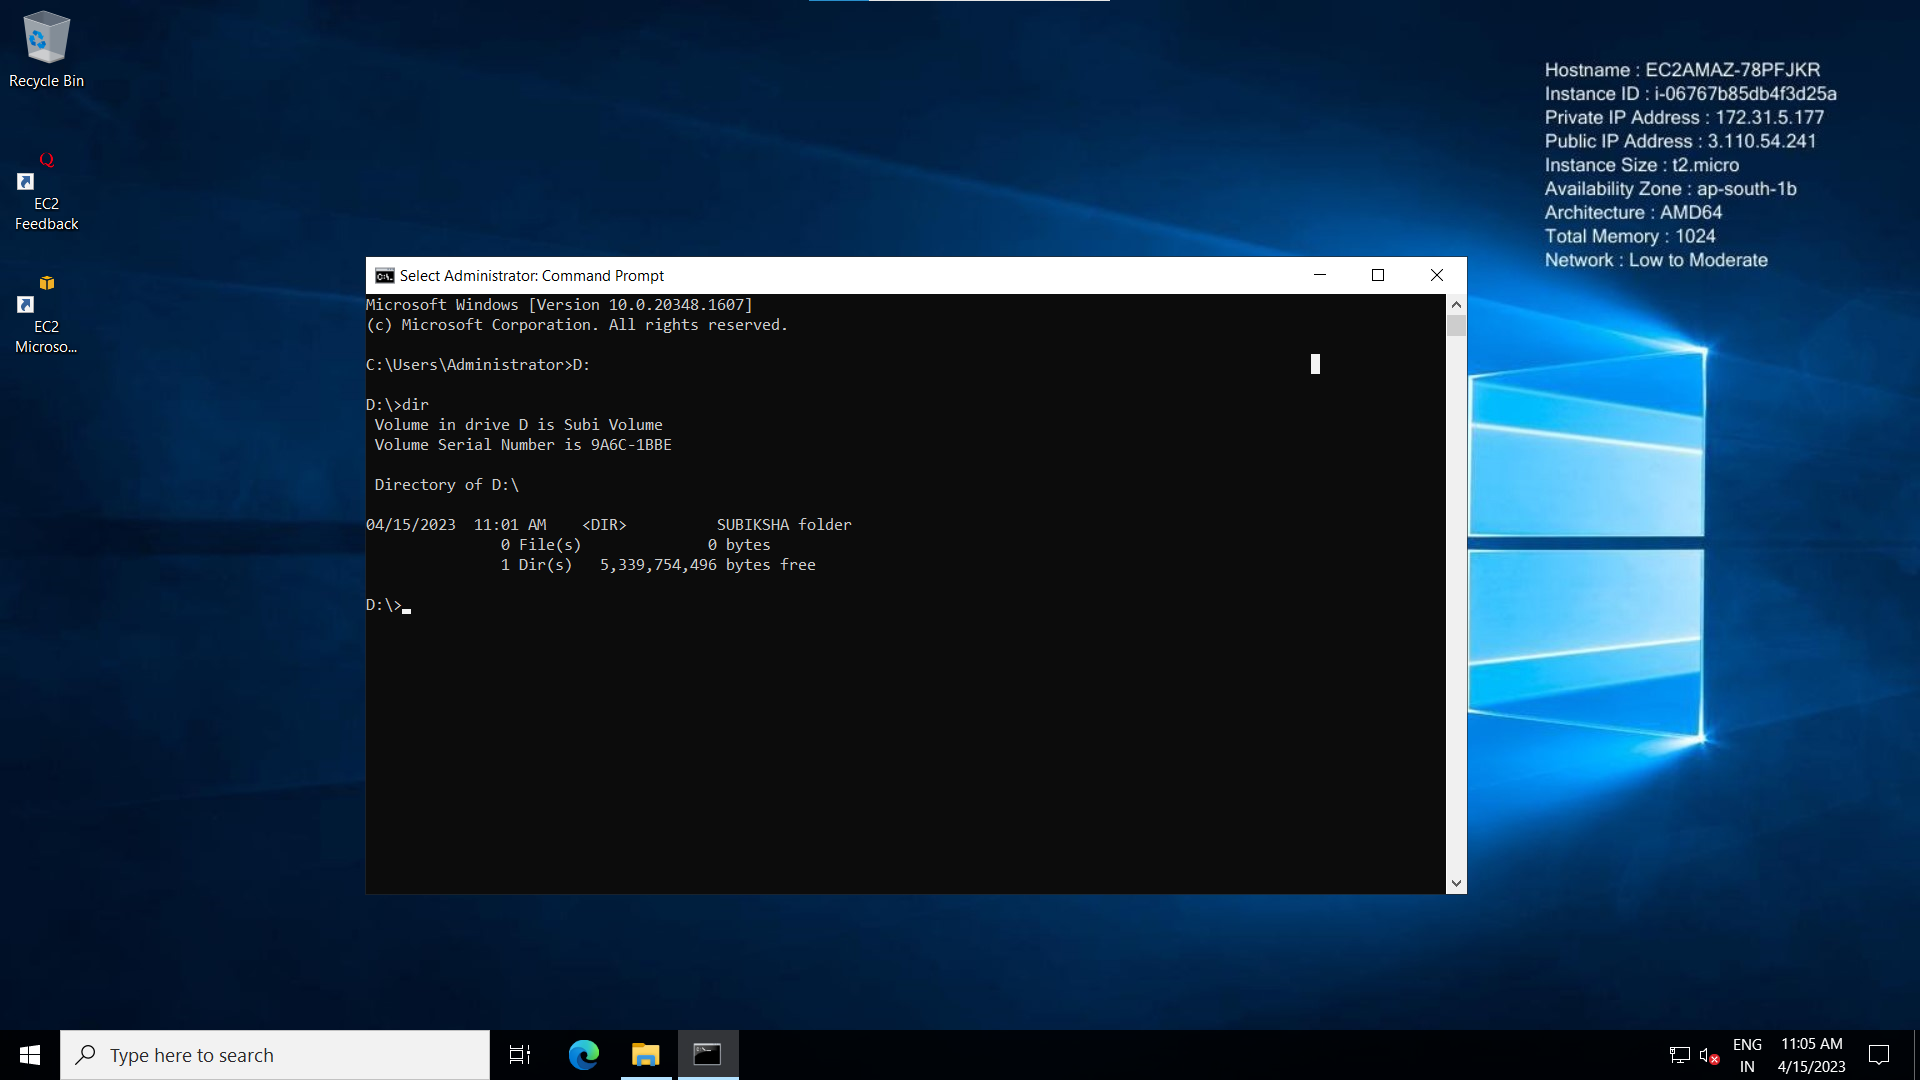 Recycle Bin
EC2
Feedback
EC2
Microso...
Hostname : EC2AMAZ-78PFJKR
Instance ID : i-06767b85db4f3d25a
Private IP Address : 172.31.5.177
Public IP Address : 3.110.54.241
Instance Size : t2.micro
Availability Zone : ap-south-1b
Architecture : AMD64
Total Memory : 1024
Network : Low to Moderate
Select Administrator: Command Prompt
Microsoft Windows [Version 10.0.20348.1607]
(c) Microsoft Corporation. All rights reserved.
C:\Users\Administrator>D:
D:\>dir
Volume in drive D is Subi Volume
Volume Serial Number is 9A6C-1BBE
Directory of D:\
04/15/2023  11:01 AM    <DIR>          SUBIKSHA folder
0 File(s)              0 bytes
1 Dir(s)   5,339,754,496 bytes free
D:\>
Type here to search
ENG
IN
11:05 AM
4/15/2023